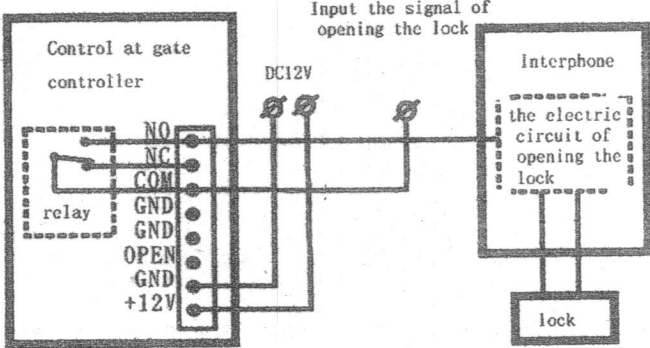 Input the signal of
opening the lock
Control at gate
controller
DC12V
Interphone
NO
NC
COM
GND
GND
OPEN
GND
+12V
relay
the electric
circuit of
opening the
lock
lock